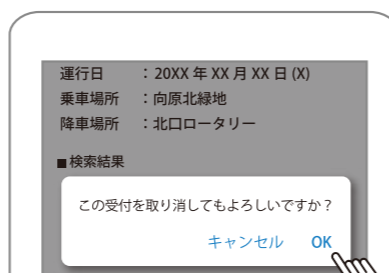 運行日　：20XX 年 XX 月 XX 日 (X)
乗車場所　：向原北緑地
降車場所　：北口ロータリー
■検索結果
この受付を取り消してもよろしいですか？
キャンセル　OK